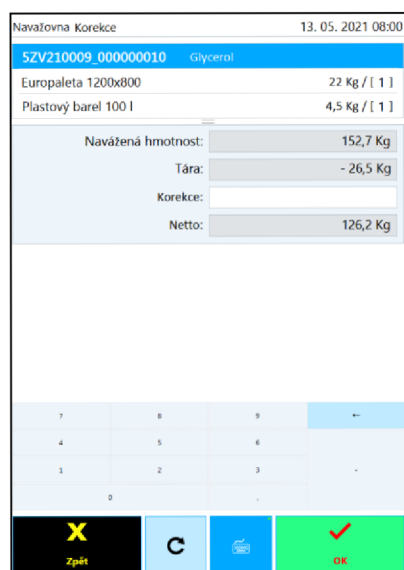 Navažovna Korekce 13. 05. 2021 08:00
5ZV210009_000000010 Glycerol
Europaleta 1200x800 22 Kg / [ 1 ]
Plastový barel 100 l 4,5 Kg / [ 1 ]
Navážená hmotnost: 152,7 Kg
Tára: - 26,5 Kg
Korekce:
Netto: 126,2 Kg
7 8 9 ←
4 5 6
1 2 3 -
0 .
X C
Zpět OK